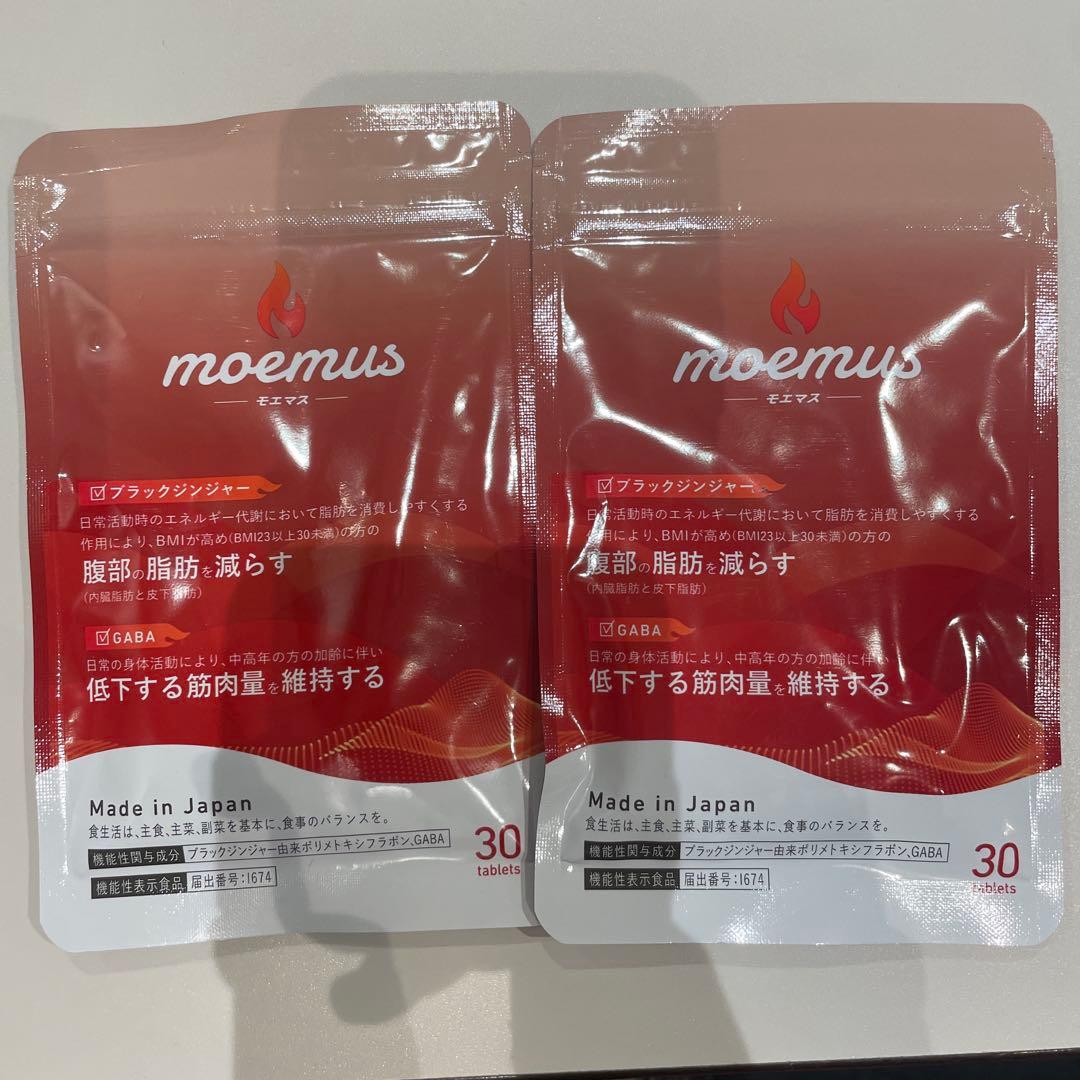 moemus
モエマス
ブラックジンジャー
日常活動時のエネルギー代謝において脂肪を消費しやすくする
作用により、BMIが高め(BMI23以上30未満)の方の
腹部の脂肪を減らす
(内臓脂肪と皮下脂肪)
GABA
日常の身体活動により、中高年の方の加齢に伴い
低下する筋肉量を維持する
Made in Japan
食生活は、主食、主菜、副菜を基本に、食事のバランスを。
機能性関与成分 ブラックジンジャー由来ポリメトキシフラボン、GABA
機能性表示食品 届出番号:I674
30
tablets
moemus
モエマス
ブラックジンジャー
日常活動時のエネルギー代謝において脂肪を消費しやすくする
作用により、BMIが高め(BMI23以上30未満)の方の
腹部の脂肪を減らす
(内臓脂肪と皮下脂肪)
GABA
日常の身体活動により、中高年の方の加齢に伴い
低下する筋肉量を維持する
Made in Japan
食生活は、主食、主菜、副菜を基本に、食事のバランスを。
機能性関与成分 ブラックジンジャー由来ポリメトキシフラボン、GABA
機能性表示食品 届出番号:I674
30
tablets